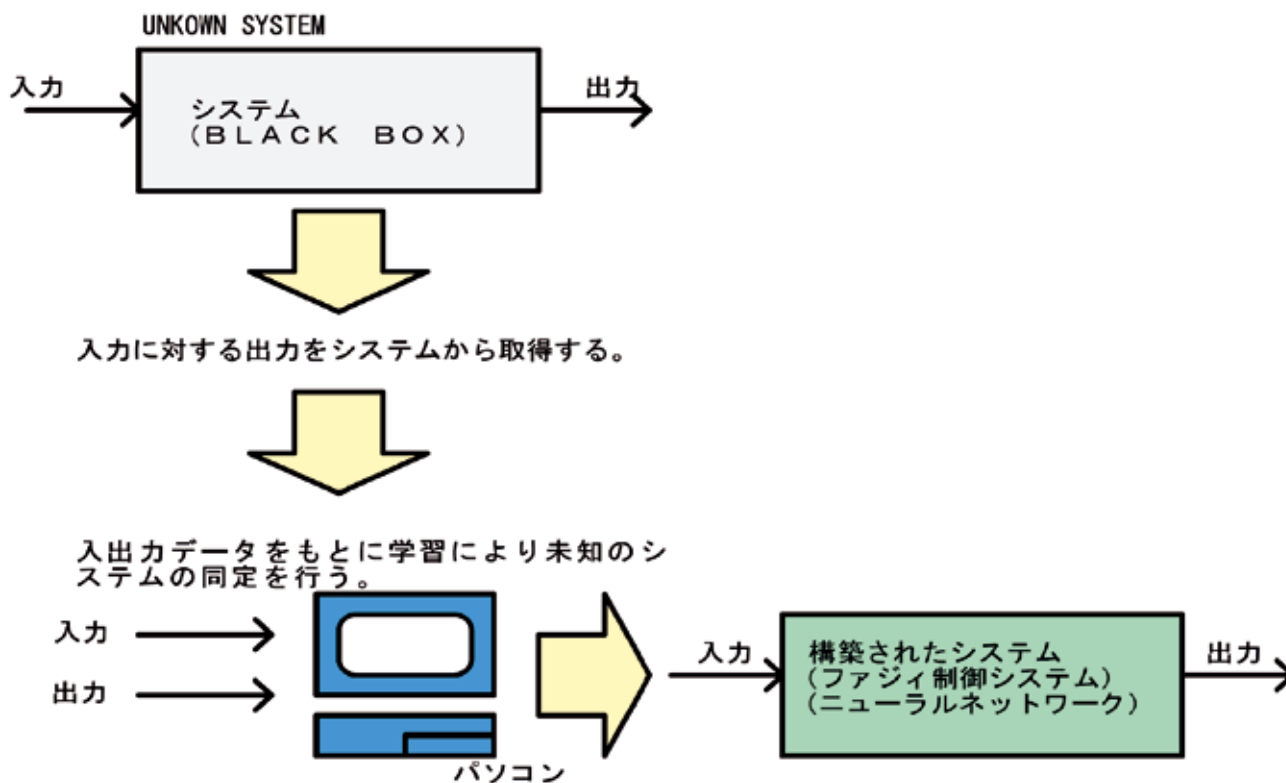 UNKOWN SYSTEM
入力
出力
システム
(BLACK BOX)
入力に対する出力をシステムから取得する。
入出力データをもとに学習により未知のシ
ステムの同定を行う。
入力
出力
パソコン
入力
構築されたシステム
(ファジィ制御システム)
(ニューラルネットワーク)
出力